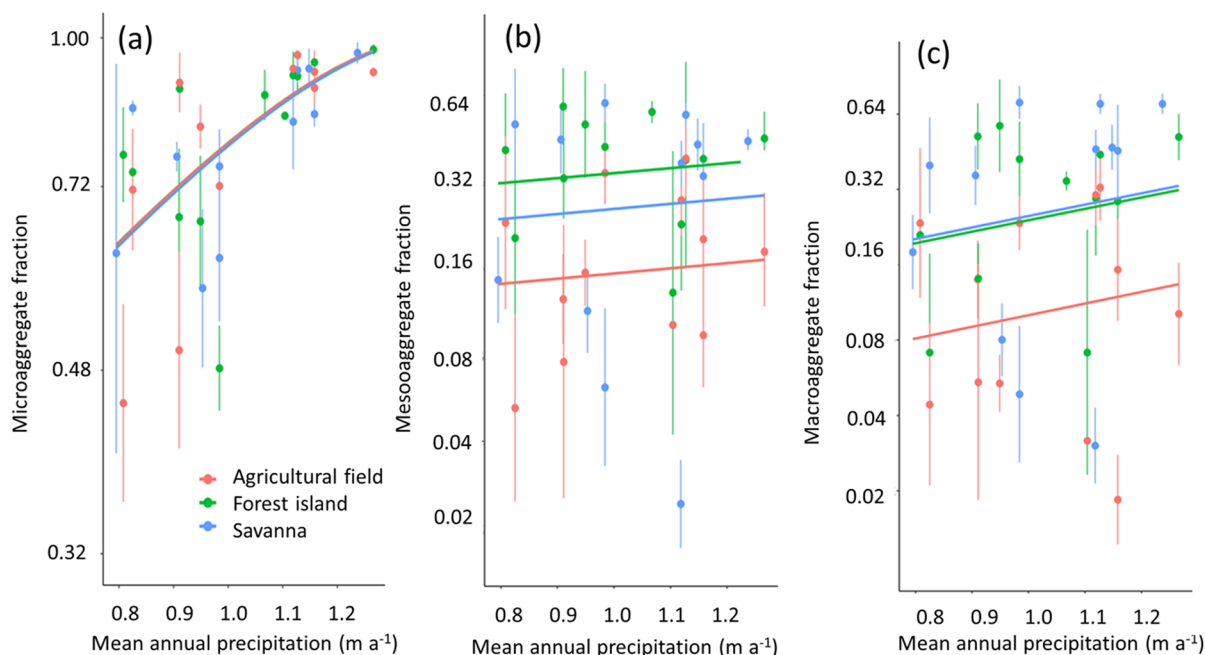 (a)
1.00
0.72
0.48
0.32
Microaggregate fraction
Agricultural field
Forest island
Savanna
0.8 0.9 1.0 1.1 1.2
Mean annual precipitation (m a-1)
(b)
0.64
0.32
0.16
0.08
0.04
0.02
Mesooaggregate fraction
0.8 0.9 1.0 1.1 1.2
Mean annual precipitation (m a-1)
(c)
0.64
0.32
0.16
0.08
0.04
0.02
Macroaggregate fraction
0.8 0.9 1.0 1.1 1.2
Mean annual precipitation (m a-1)